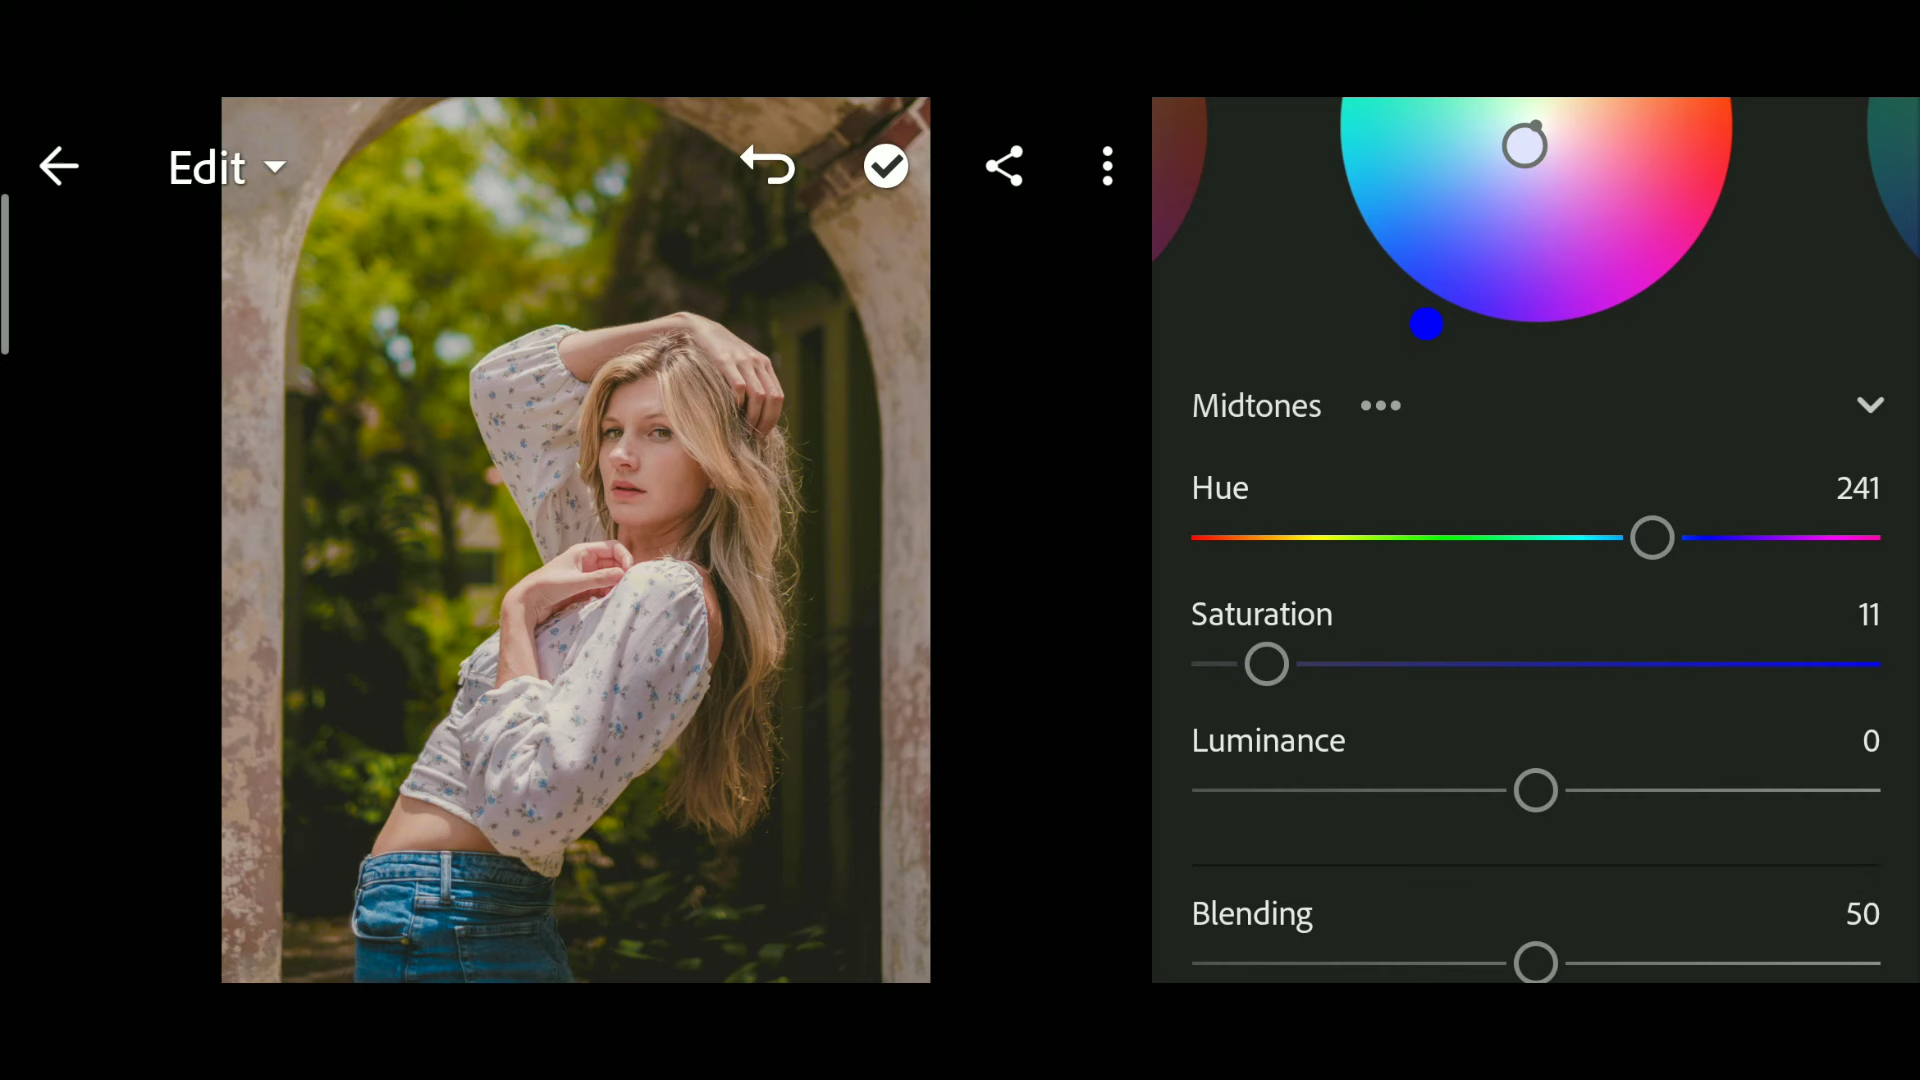 Edit
Midtones
Hue 241
Saturation 11
Luminance 0
Blending 50